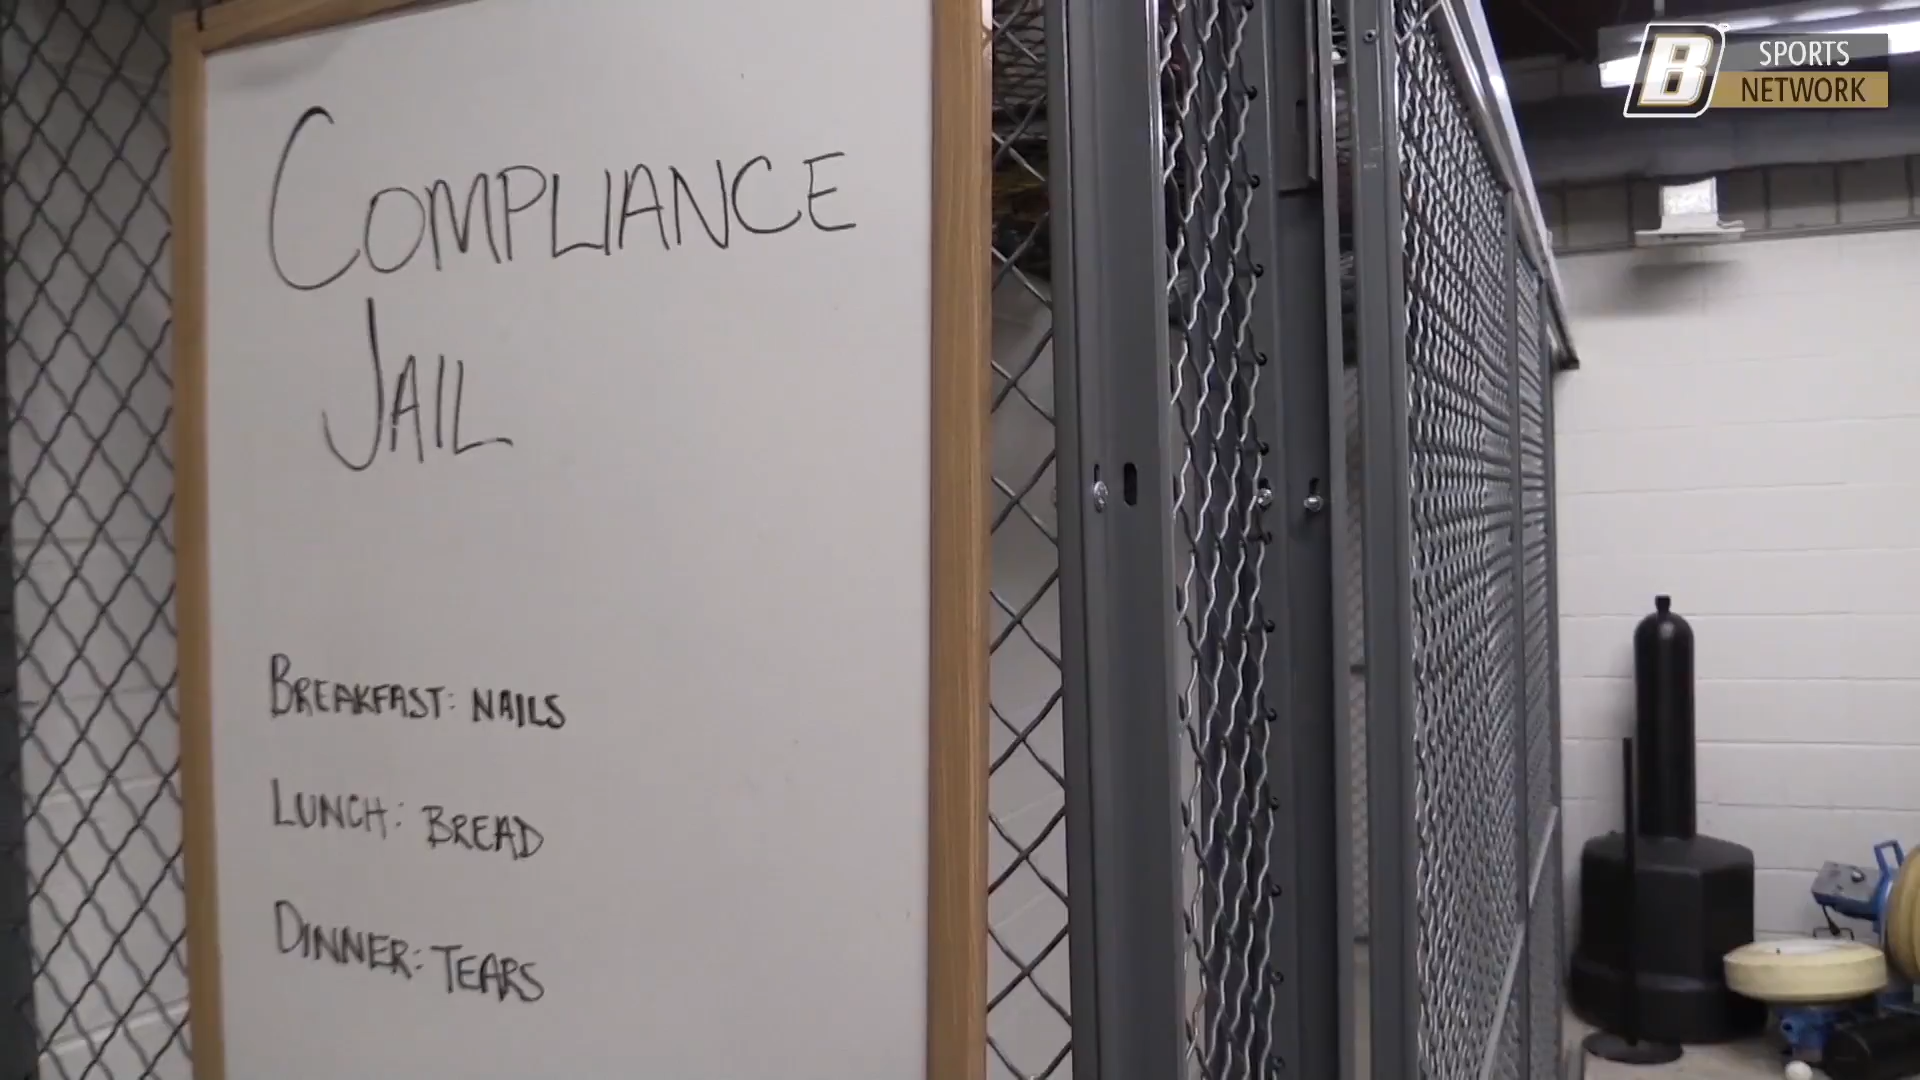 B SPORTS
NETWORK
COMPLIANCE
JAIL
BREAKFAST: NAILS
LUNCH: BREAD
DINNER: TEARS